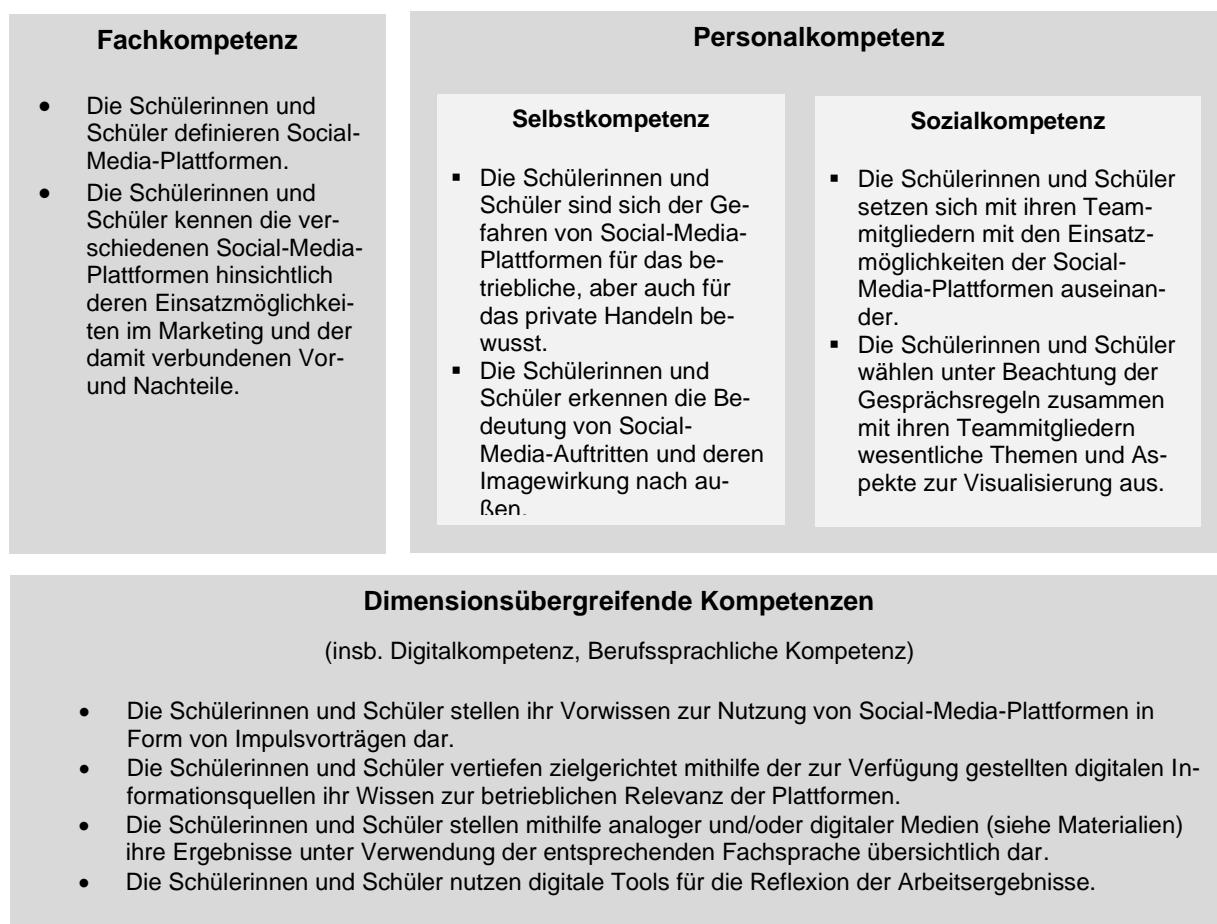 Fachkompetenz
● Die Schülerinnen und
Schüler definieren Social-
Media-Plattformen.
● Die Schülerinnen und
Schüler kennen die ver-
schiedenen Social-Media-
Plattformen hinsichtlich
deren Einsatzmöglichkei-
ten im Marketing und der
damit verbundenen Vor-
und Nachteile.
Personalkompetenz
Selbstkompetenz
▪ Die Schülerinnen und
Schüler sind sich der Ge-
fahren von Social-Media-
Plattformen für das be-
triebliche, aber auch für
das private Handeln be-
wusst.
▪ Die Schülerinnen und
Schüler erkennen die Be-
deutung von Social-
Media-Auftritten und deren
Imagewirkung nach au-
ßen.
Sozialkompetenz
▪ Die Schülerinnen und Schüler
setzen sich mit ihren Team-
mitgliedern mit den Einsatz-
möglichkeiten der Social-
Media-Plattformen auseinan-
der.
▪ Die Schülerinnen und Schüler
wählen unter Beachtung der
Gesprächsregeln zusammen
mit ihren Teammitgliedern
wesentliche Themen und As-
pekte zur Visualisierung aus.
Dimensionsübergreifende Kompetenzen
(insb. Digitalkompetenz, Berufssprachliche Kompetenz)
● Die Schülerinnen und Schüler stellen ihr Vorwissen zur Nutzung von Social-Media-Plattformen in
Form von Impulsvorträgen dar.
● Die Schülerinnen und Schüler vertiefen zielgerichtet mithilfe der zur Verfügung gestellten digitalen In-
formationsquellen ihr Wissen zur betrieblichen Relevanz der Plattformen.
● Die Schülerinnen und Schüler stellen mithilfe analoger und/oder digitaler Medien (siehe Materialien)
ihre Ergebnisse unter Verwendung der entsprechenden Fachsprache übersichtlich dar.
● Die Schülerinnen und Schüler nutzen digitale Tools für die Reflexion der Arbeitsergebnisse.